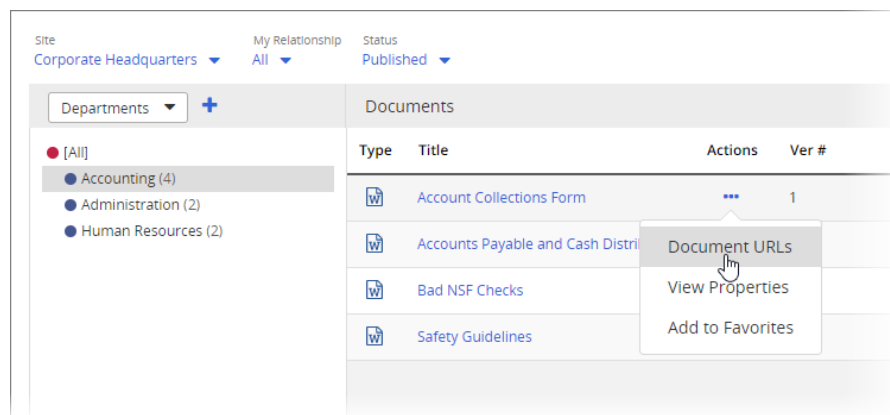 Site My Relationship Status
Corporate Headquarters All Published
Departments Documents
[All] Type Title Actions Ver #
Accounting (4)
Account Collections Form 1
Administration (2)
Human Resources (2)
Accounts Payable and Cash Document URLs
Bad NSF Checks View Properties
Add to Favorites
Safety Guidelines